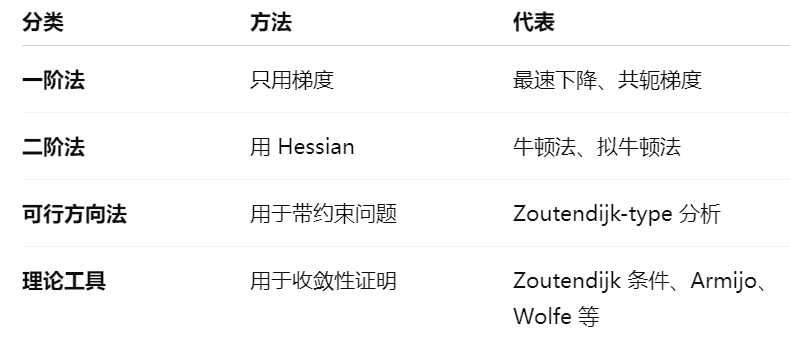 分类 方法 代表
一阶法 只用梯度 最速下降、共轭梯度
二阶法 用 Hessian 牛顿法、拟牛顿法
可行方向法 用于带约束问题 Zoutendijk-type 分析
理论工具 用于收敛性证明 Zoutendijk 条件、Armijo、
Wolfe 等